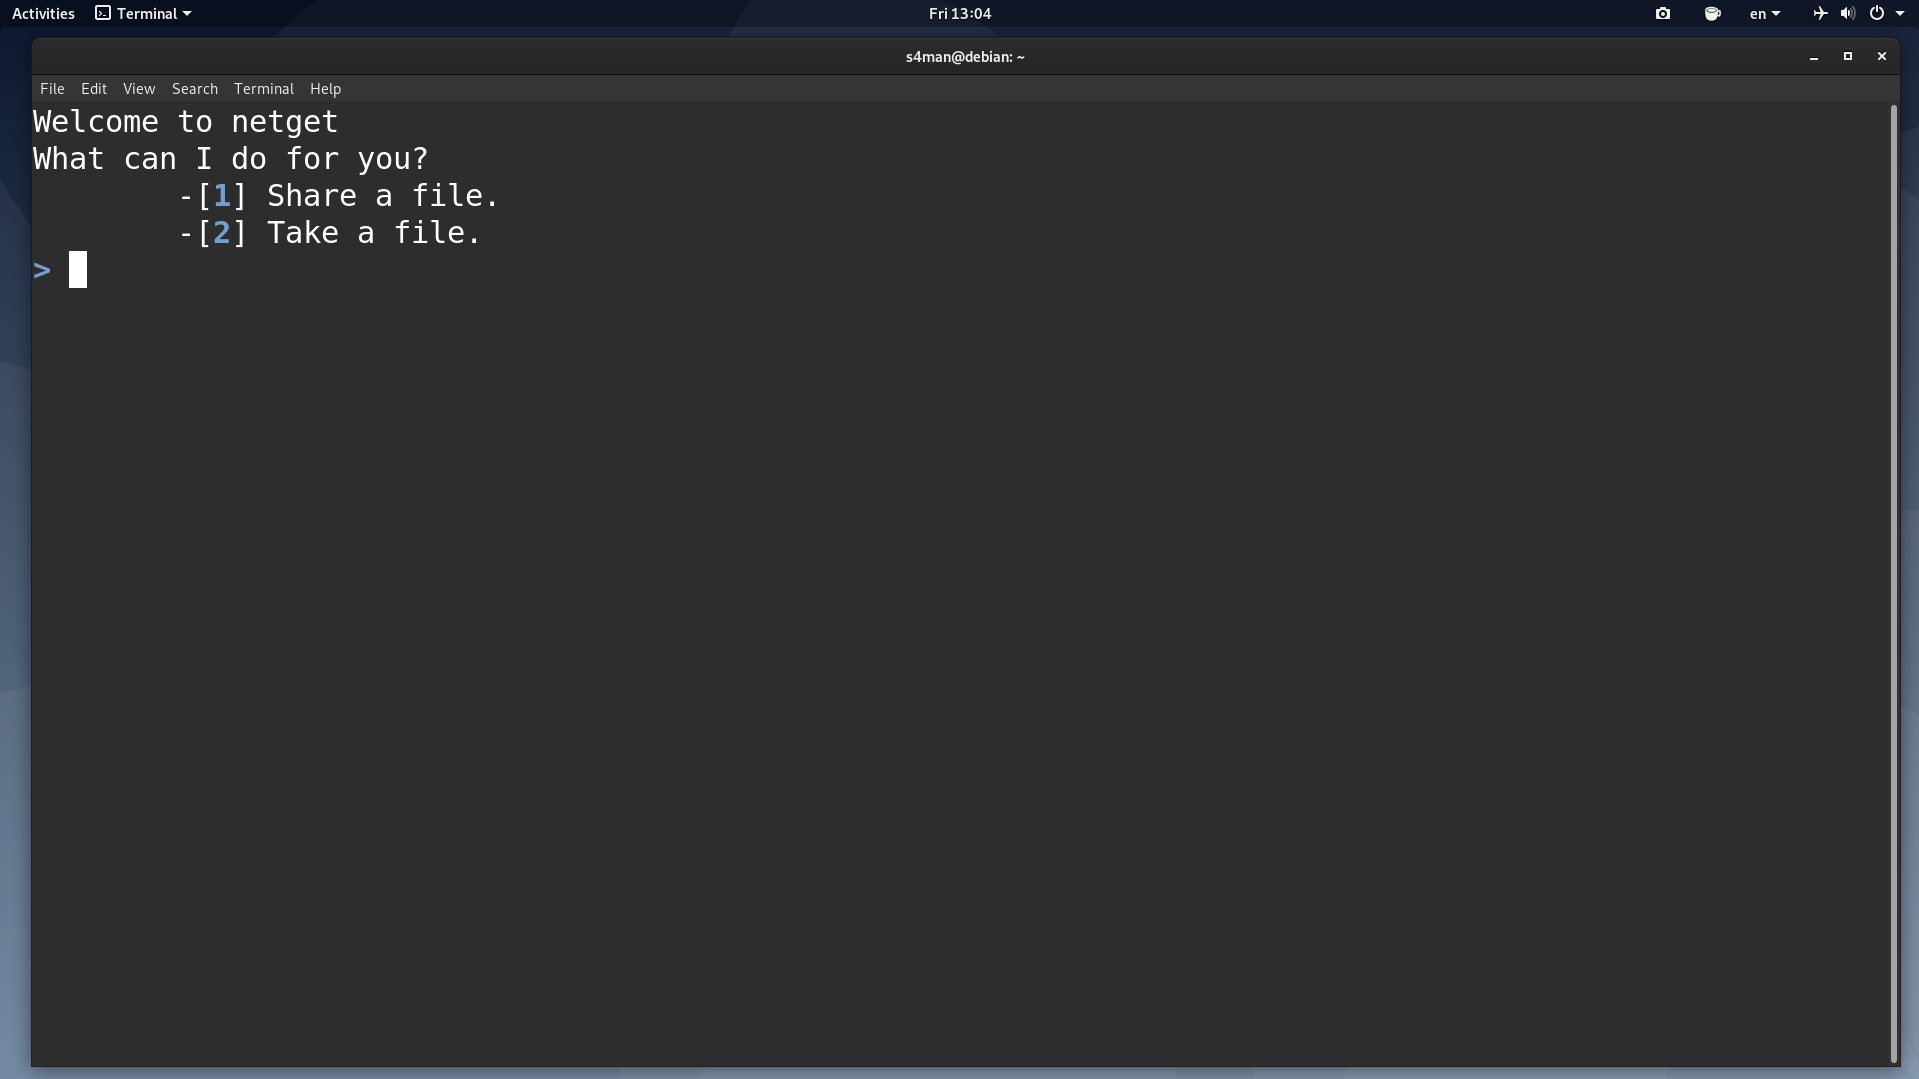 Activities Terminal Fri 13:04 en
s4man@debian: ~
File Edit View Search Terminal Help
Welcome to netget
What can I do for you?
-[1] Share a file.
-[2] Take a file.
>